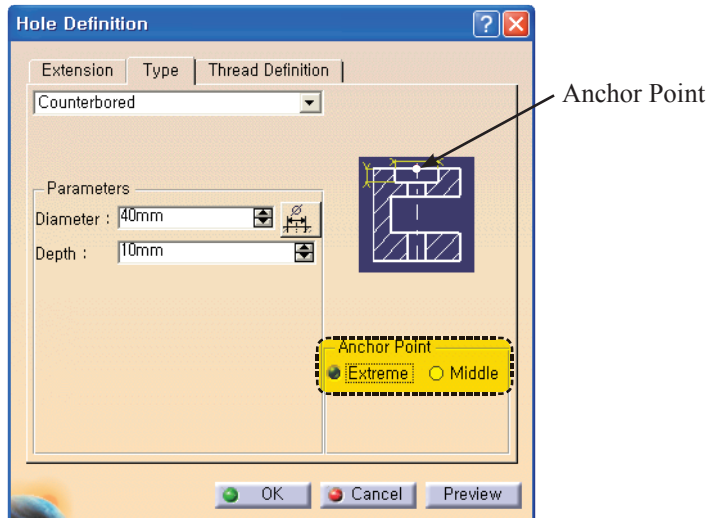 Hole Definition
Extension Type Thread Definition
Counterbored
Anchor Point
Parameters
Diameter : 40mm
Depth : 10mm
Anchor Point
Extreme Middle
OK Cancel Preview